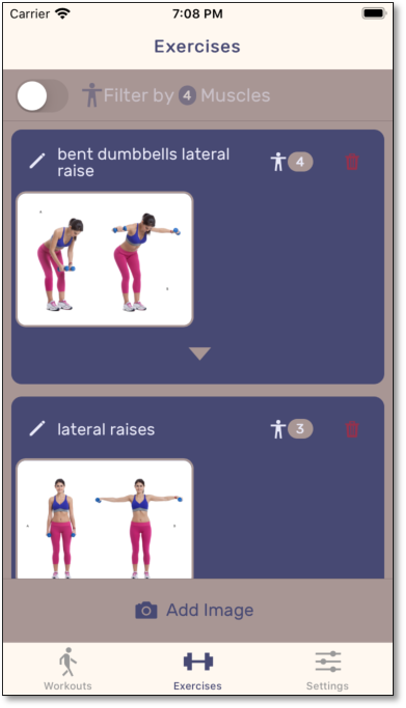 Carrier 7:08 PM
Exercises
Filter by 4 Muscles
bent dumbbells lateral
raise
4
lateral raises
3
Add Image
Workouts Exercises Settings